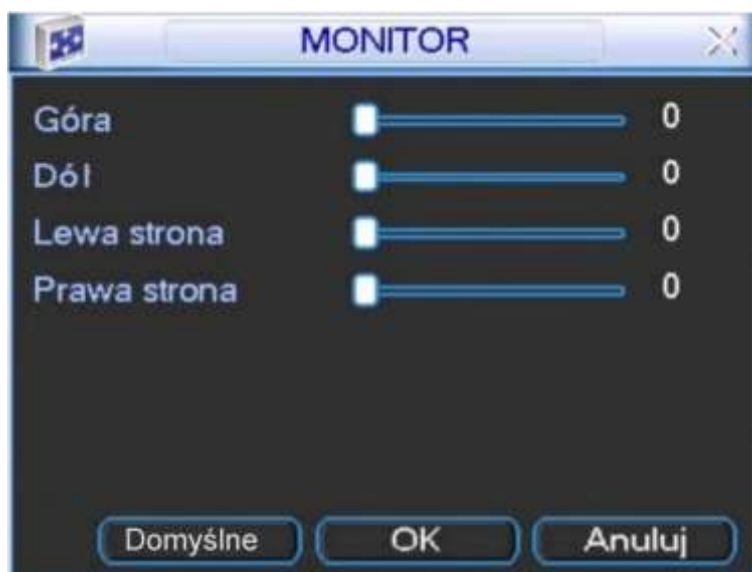 MONITOR
Góra 0
Dół 0
Lewa strona 0
Prawa strona 0
Domyślne OK Anuluj